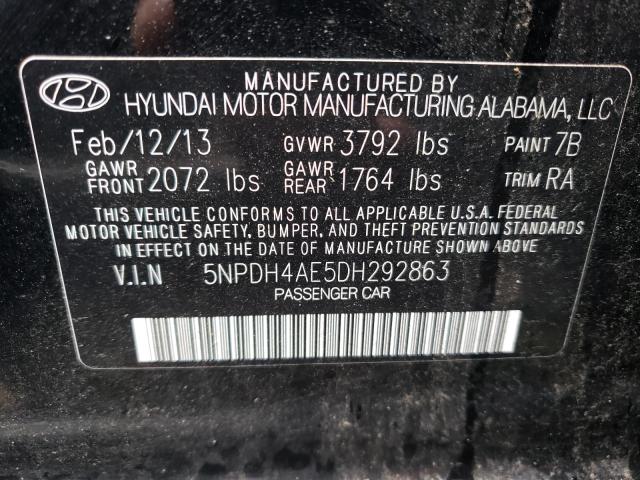 MANUFACTURED BY
HYUNDAI MOTOR MANUFACTURING ALABAMA, LLC
Feb/12/13 GVWR 3792 lbs PAINT 7B
GAWR FRONT 2072 lbs GAWR REAR 1764 lbs TRIM RA
THIS VEHICLE CONFORMS TO ALL APPLICABLE U.S.A. FEDERAL
MOTOR VEHICLE SAFETY, BUMPER, AND THEFT PREVENTION STANDARDS
IN EFFECT ON THE DATE OF MANUFACTURE SHOWN ABOVE.
V.I.N 5NPDH4AE5DH292863
PASSENGER CAR